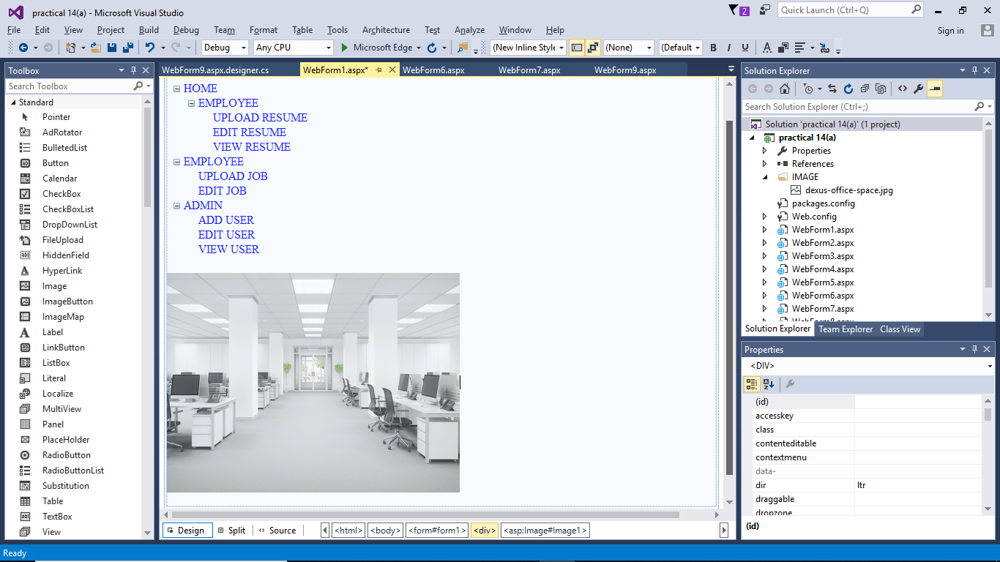 practical 14(a) - Microsoft Visual Studio
2
Quick Launch (Ctrl+Q)
File Edit View Project Build Debug Team Format Table Tools Architecture Test Analyze Window Help
Sign in
Debug Any CPU Microsoft Edge (New Inline Style (None) (Default B I U A
Toolbox
Search Toolbox
Standard
Pointer
AdRotator
BulletedList
Button
Calendar
CheckBox
CheckBoxList
DropDownList
FileUpload
HiddenField
HyperLink
Image
ImageButton
ImageMap
Label
LinkButton
ListBox
Literal
Localize
MultiView
Panel
PlaceHolder
RadioButton
RadioButtonList
Substitution
Table
TextBox
View
WebForm9.aspx.designer.cs WebForm1.aspx* WebForm6.aspx WebForm7.aspx WebForm9.aspx
HOME
EMPLOYEE
UPLOAD RESUME
EDIT RESUME
VIEW RESUME
EMPLOYEE
UPLOAD JOB
EDIT JOB
ADMIN
ADD USER
EDIT USER
VIEW USER
Design Split Source <html> <body> <form#form1> <div> <asp:Image#Image1>
Solution Explorer
Search Solution Explorer (Ctrl+;)
Solution 'practical 14(a)' (1 project)
practical 14(a)
Properties
References
IMAGE
dexus-office-space.jpg
packages.config
Web.config
WebForm1.aspx
WebForm2.aspx
WebForm3.aspx
WebForm4.aspx
WebForm5.aspx
WebForm6.aspx
WebForm7.aspx
WebForm8.aspx
Solution Explorer Team Explorer Class View
Properties
<DIV>
(id)
accesskey
class
contenteditable
contextmenu
data-
dir ltr
draggable
dropzone
(id)
Ready